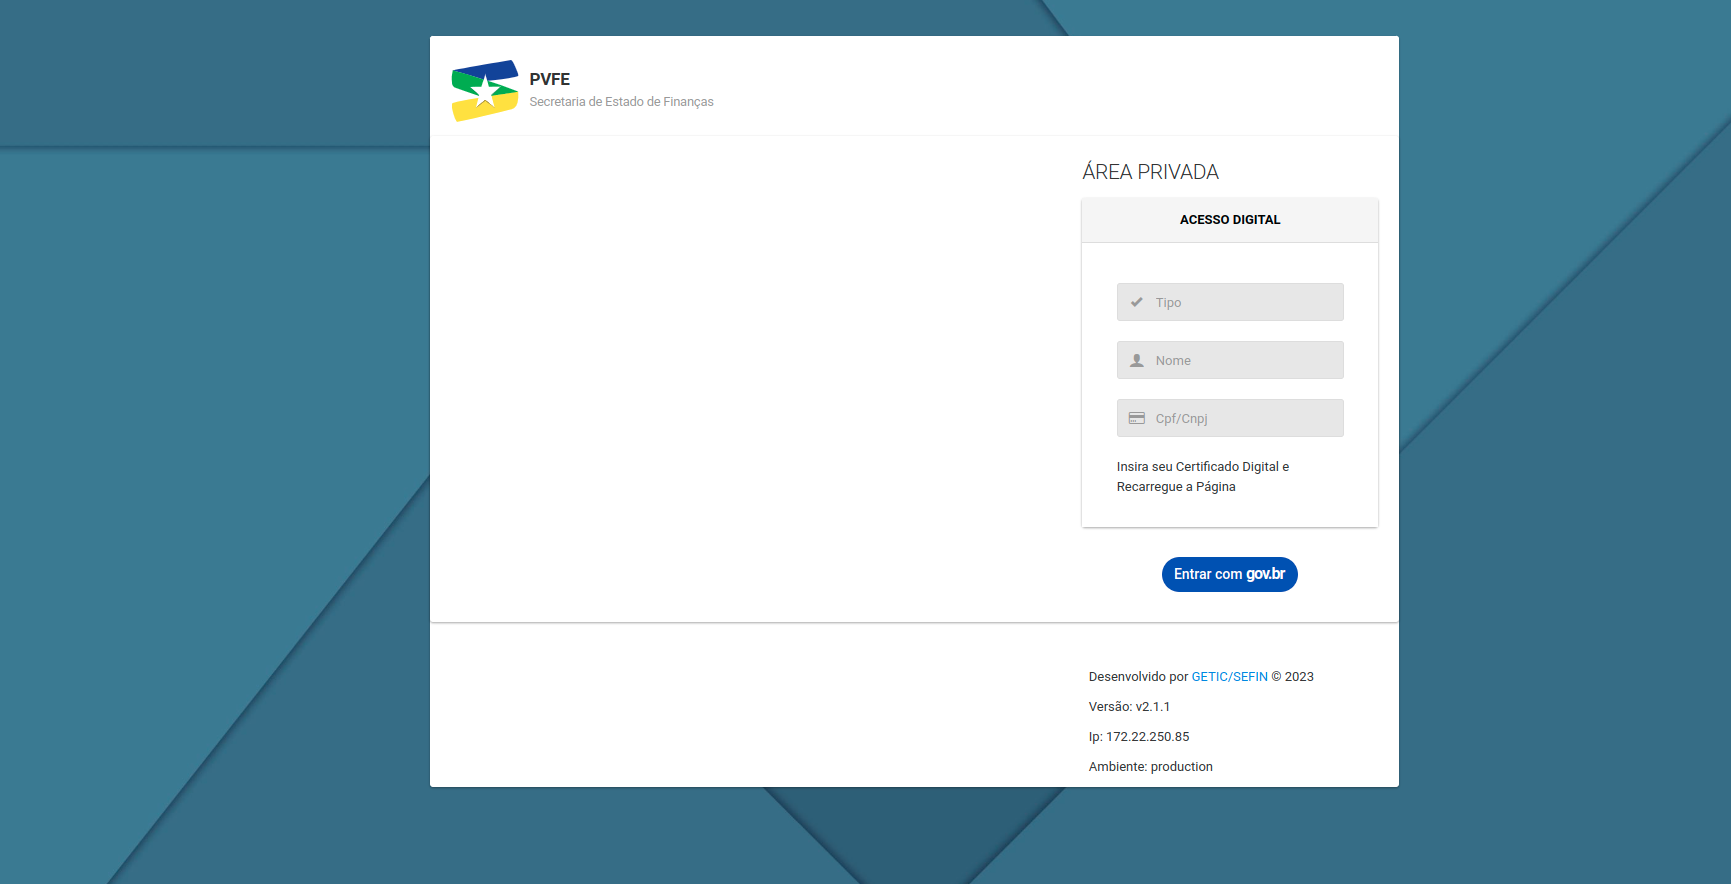 PVFE
Secretaria de Estado de Finanças
ÁREA PRIVADA
ACESSO DIGITAL
Tipo
Nome
Cpf/Cnpj
Insira seu Certificado Digital e
Recarregue a Página
Entrar com gov.br
Desenvolvido por GETIC/SEFIN © 2023
Versão: v2.1.1
Ip: 172.22.250.85
Ambiente: production